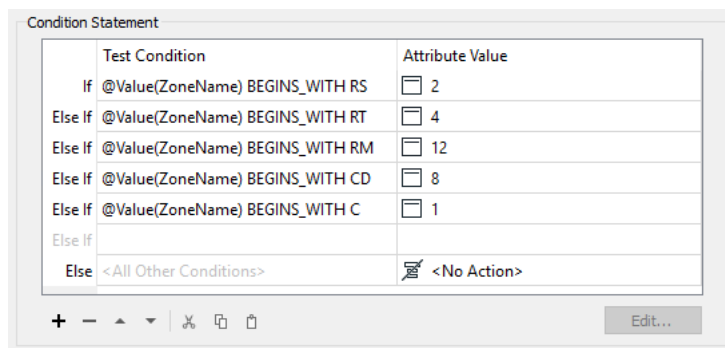 Condition Statement
Test Condition Attribute Value
If @Value(ZoneName) BEGINS_WITH RS 2
Else If @Value(ZoneName) BEGINS_WITH RT 4
Else If @Value(ZoneName) BEGINS_WITH RM 12
Else If @Value(ZoneName) BEGINS_WITH CD 8
Else If @Value(ZoneName) BEGINS_WITH C 1
Else If
Else <All Other Conditions> <No Action>
Edit...